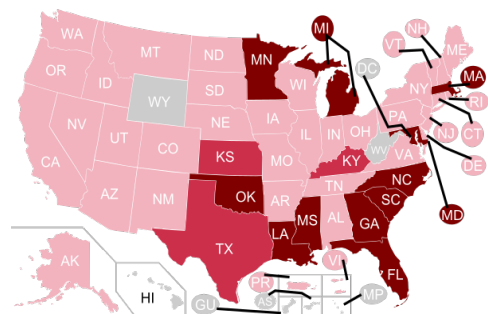 WA
MT
ND
MN
MI
DC
VT
NH
ME
OR
ID
SD
WI
NY
MA
WY
RI
NV
UT
NE
IA
IL
IN
OH
PA
NJ
CT
CA
CO
KS
MO
KY
WV
VA
DE
AZ
NM
OK
AR
TN
NC
SC
MD
TX
LA
MS
AL
GA
FL
AK
HI
PR
VI
GU
AS
MP